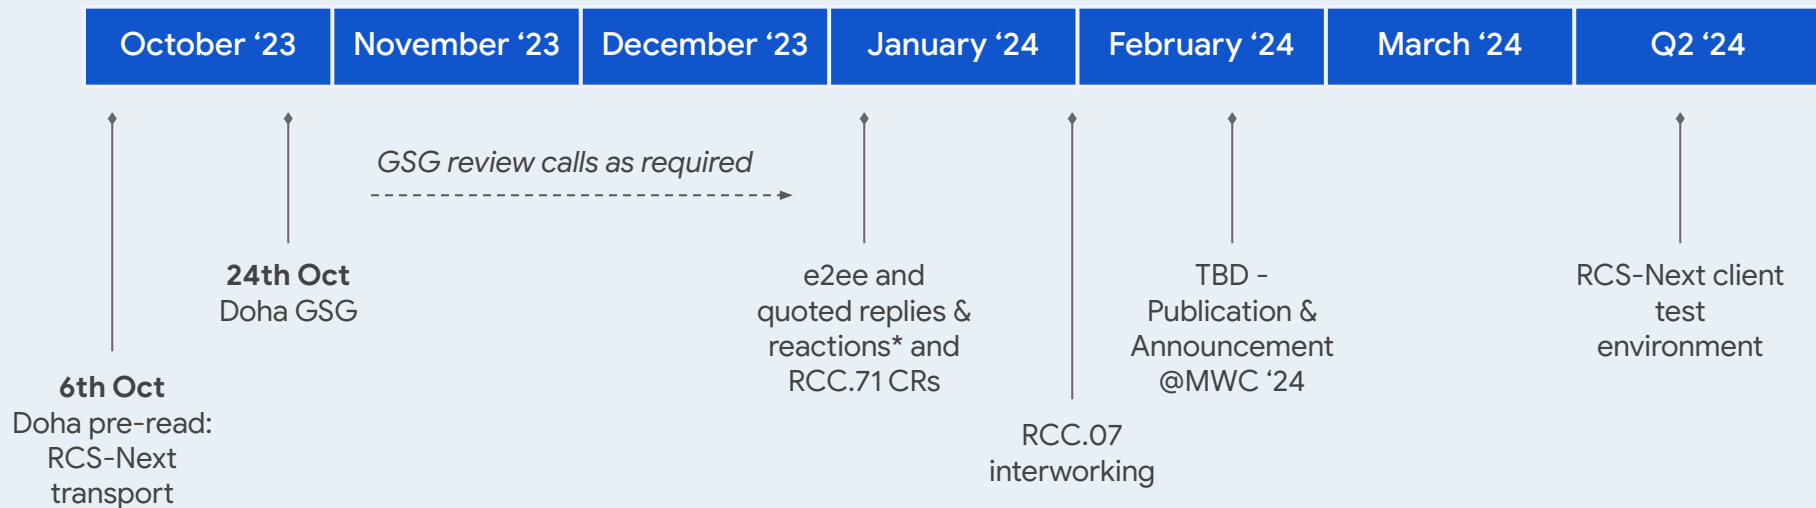 October ‘23
November ‘23
December ‘23
January ‘24
February ‘24
March ‘24
Q2 ‘24
GSG review calls as required
6th Oct
Doha pre-read:
RCS-Next
transport
24th Oct
Doha GSG
e2ee and
quoted replies &
reactions* and
RCC.71 CRs
RCC.07
interworking
TBD -
Publication &
Announcement
@MWC ‘24
RCS-Next client
test
environment